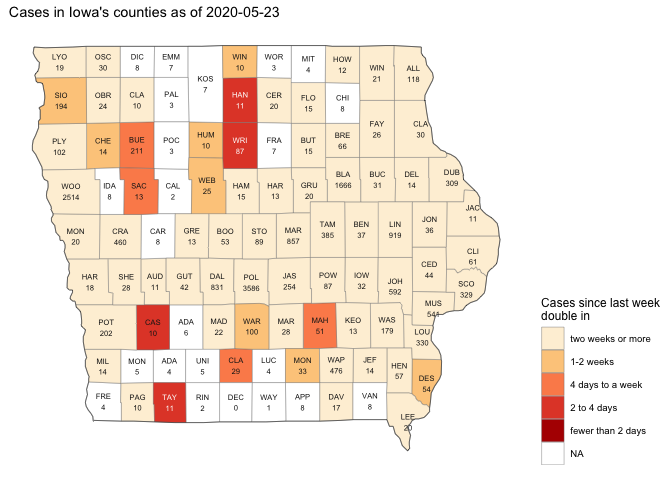 Cases in Iowa's counties as of 2020-05-23
LYO OSC DIC EMM WIN WOR MIT HOW
19 30 8 7 10 3 4 12
KOS WIN ALL
7 21 118
SIO OBR CLA PAL HAN CER FLO CHI
194 24 10 3 11 20 15 8
FAY CLA
26 30
PLY CHE BUE POC HUM WRI FRA BUT BRE
102 14 211 3 10 87 7 15 66
WOO IDA SAC CAL WEB HAM HAR GRU BLA BUC DEL DUB
2514 8 13 2 25 15 13 20 1666 31 14 309
JAC
11
MON CRA CAR GRE BOO STO MAR TAM BEN LIN JON
20 460 8 13 53 89 857 385 37 919 36
CLI
61
HAR SHE AUD GUT DAL POL JAS POW IOW JOH CED SCO
18 28 11 42 831 3586 254 87 32 592 44 329
MUS
541
POT CAS ADA MAD WAR MAR MAH KEO WAS LOU
202 10 6 22 100 28 51 13 179 330
MIL MON ADA UNI CLA LUC MON WAP JEF HEN DES
14 5 4 5 29 4 33 476 14 57 54
FRE PAG TAY RIN DEC WAY APP DAV VAN LEE
4 10 11 2 0 1 8 17 8 20
Cases since last week
double in
two weeks or more
1-2 weeks
4 days to a week
2 to 4 days
fewer than 2 days
NA